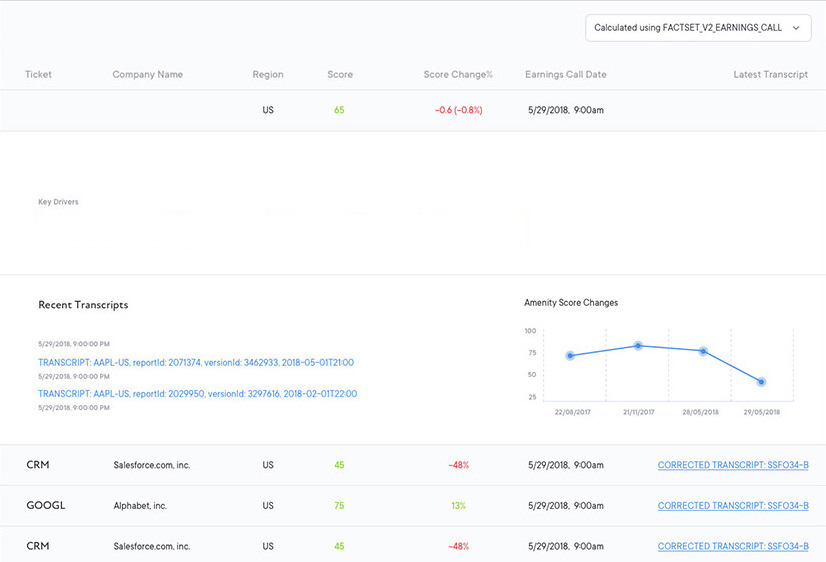 Calculated using FACTSET_V2_EARNINGS_CALL
Ticket Company Name Region Score Score Change% Earnings Call Date Latest Transcript
US 65 -0.6 (-0.8%) 5/29/2018, 9:00am
Key Drivers
Recent Transcripts
5/29/2018, 9:00:00 PM
TRANSCRIPT: AAPL-US, reportId: 2071374, versionId: 3462933, 2018-05-01T21:00
5/29/2018, 9:00:00 PM
TRANSCRIPT: AAPL-US, reportId: 2029950, versionId: 3297616, 2018-02-01T22:00
5/29/2018, 9:00:00 PM
Amenity Score Changes
100
75
50
25
22/08/2017 21/11/2017 28/05/2018 29/05/2018
CRM Salesforce.com, inc. US 45 -48% 5/29/2018, 9:00am CORRECTED TRANSCRIPT: SSFO34-B
GOOGL Alphabet, inc. US 75 13% 5/29/2018, 9:00am CORRECTED TRANSCRIPT: SSFO34-B
CRM Salesforce.com, inc. US 45 -48% 5/29/2018, 9:00am CORRECTED TRANSCRIPT: SSFO34-B